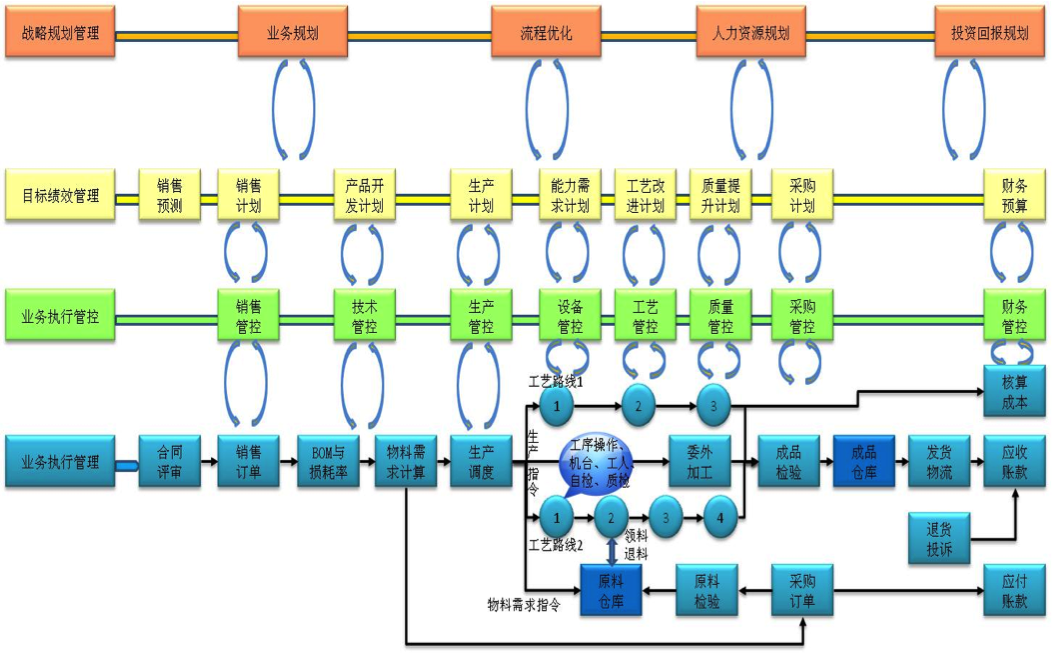 战略规划管理
业务规划
流程优化
人力资源规划
投资回报规划
目标绩效管理
销售
预测
销售
计划
产品开
发计划
生产
计划
能力需
求计划
工艺改
进计划
质量提
升计划
采购
计划
财务
预算
业务执行管控
销售
管控
技术
管控
生产
管控
设备
管控
工艺
管控
质量
管控
采购
管控
财务
管控
工艺路线1
1
2
3
核算
成本
业务执行管理
合同
评审
销售
订单
BOM与
损耗率
物料需
求计算
生产
调度
生产
指令
工序操作、
机台、工人、
自检、质检
委外
加工
成品
检验
成品
仓库
发货
物流
应收
账款
1
2
3
4
工艺路线2
领料
退料
退货
投诉
物料需求指令
原料
仓库
原料
检验
采购
订单
应付
账款